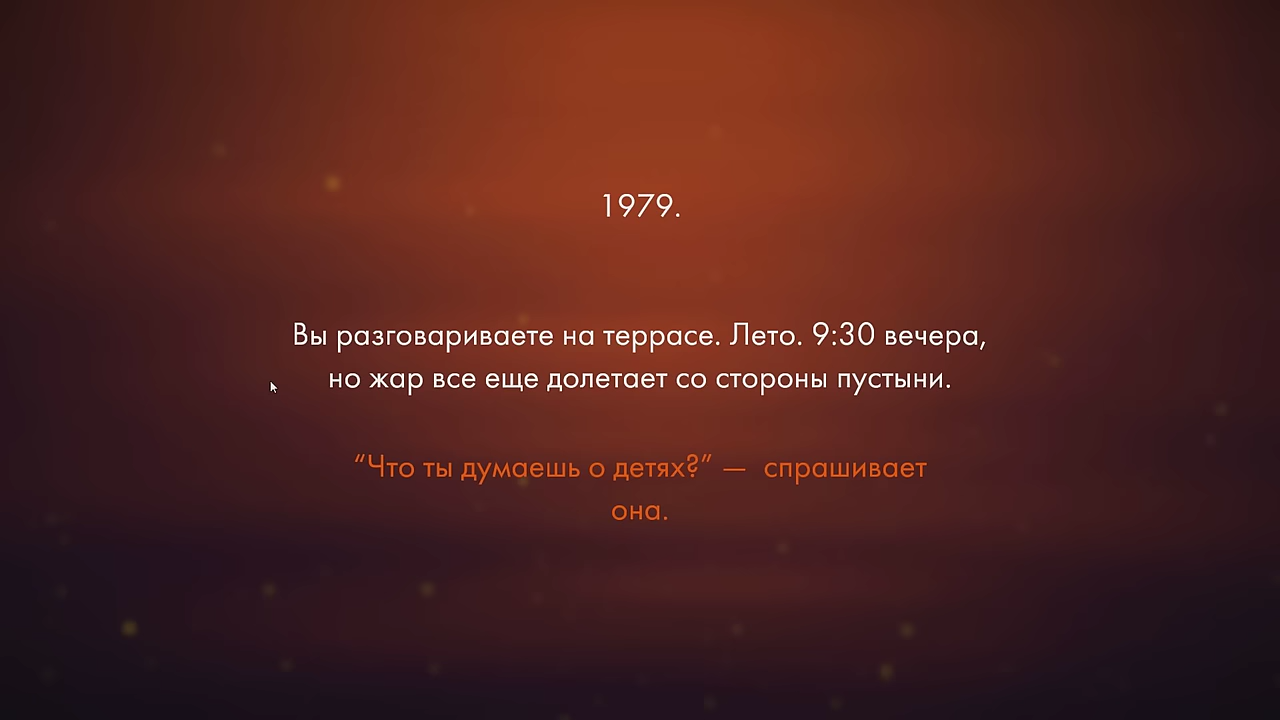 1979.
Вы разговариваете на террасе. Лето. 9:30 вечера,
но жар все еще долетает со стороны пустыни.
“Что ты думаешь о детях?” — спрашивает
она.